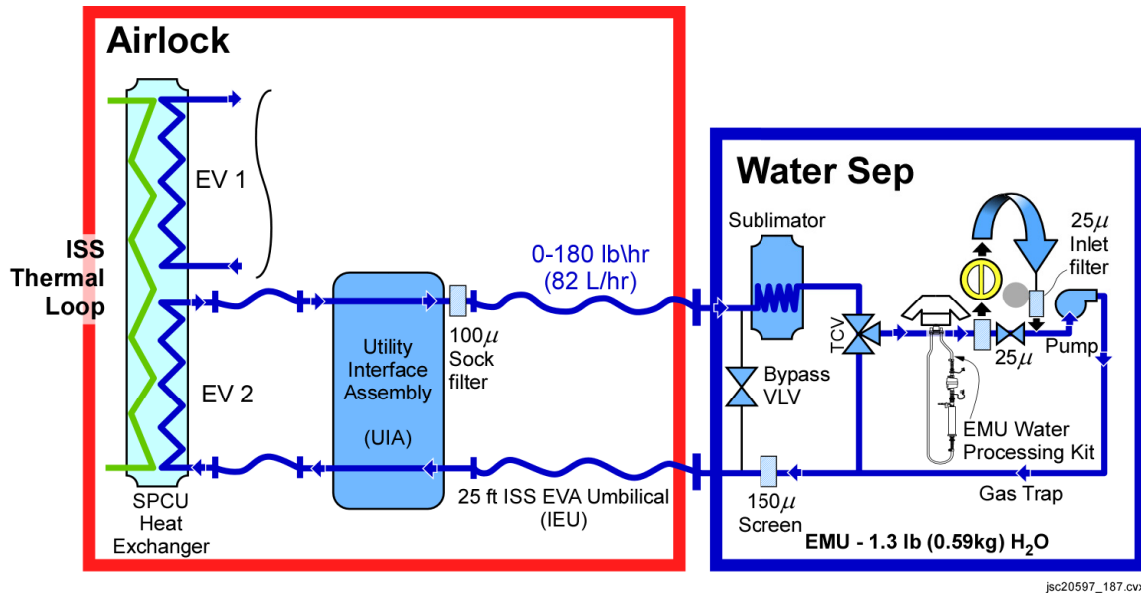 Airlock
EV 1
ISS
Thermal
Loop
EV 2
SPCU
Heat
Exchanger
Utility
Interface
Assembly
(UIA)
100μ
Sock
filter
0-180 lb\hr
(82 L/hr)
25 ft ISS EVA Umbilical
(IEU)
Water Sep
Sublimator
25μ
Inlet
filter
TCV
Bypass
VLV
25μ
Pump
EMU Water
Processing Kit
Gas Trap
150μ
Screen
EMU - 1.3 lb (0.59kg) H₂O
jsc20597_187.cvx